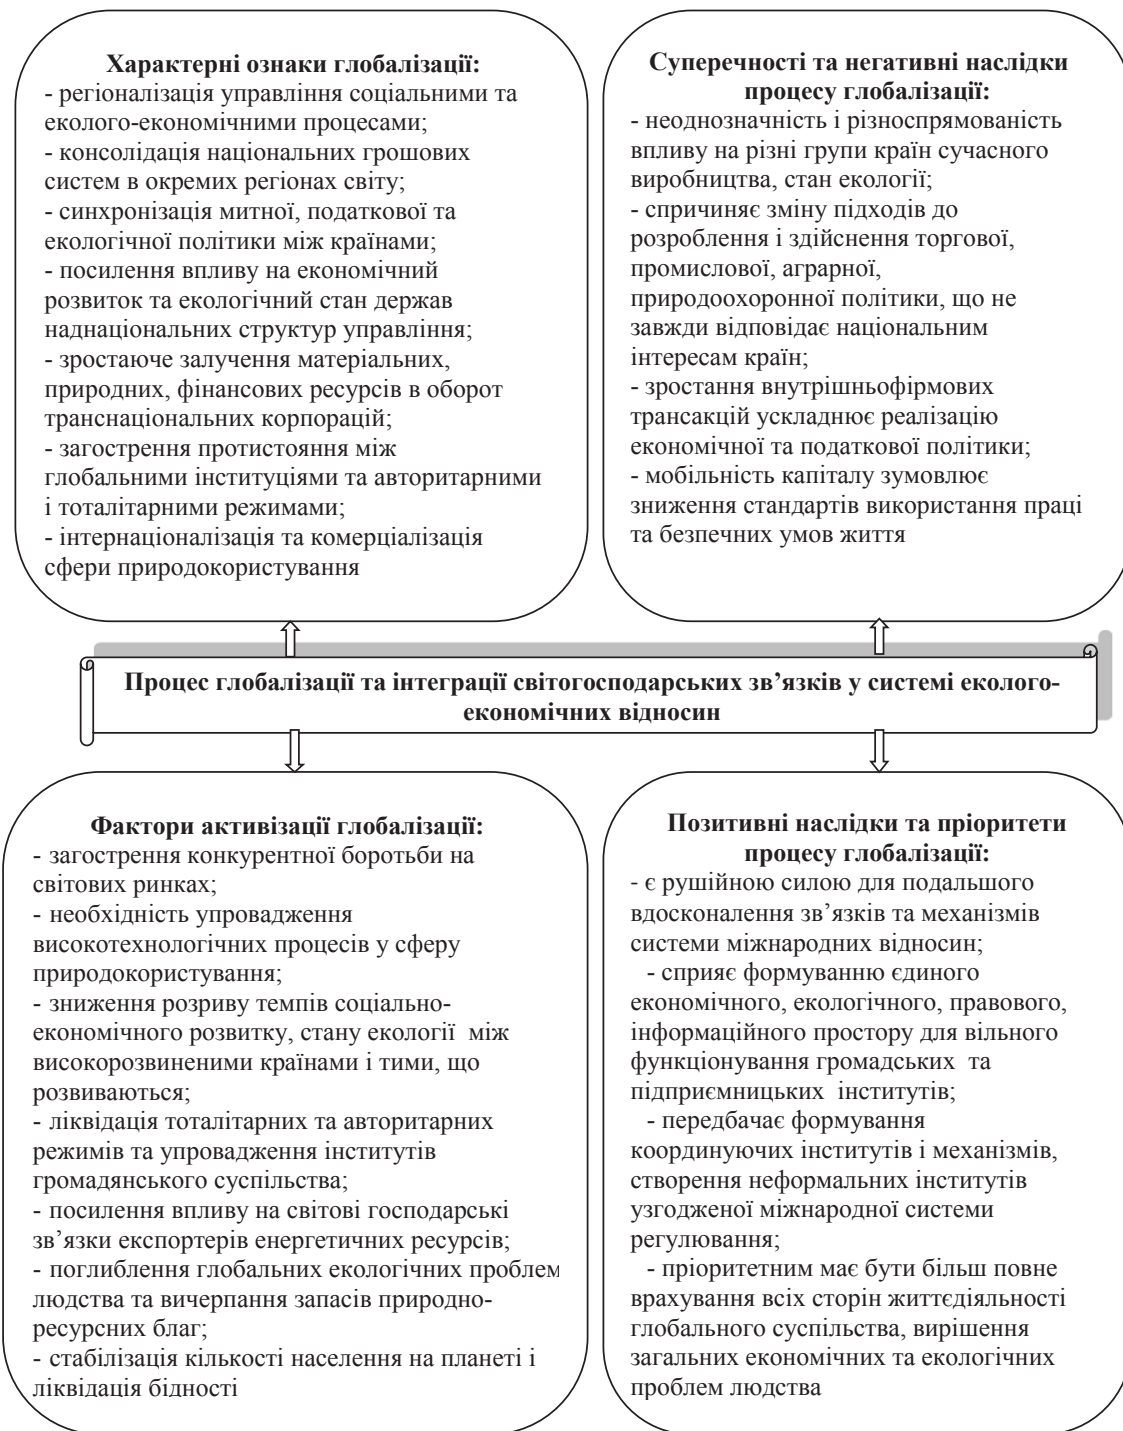 Характерні ознаки глобалізації:
- регіоналізація управління соціальними та
еколого-економічними процесами;
- консолідація національних грошових
систем в окремих регіонах світу;
- синхронізація митної, податкової та
екологічної політики між країнами;
- посилення впливу на економічний
розвиток та екологічний стан держав
наднаціональних структур управління;
- зростаюче залучення матеріальних,
природних, фінансових ресурсів в оборот
транснаціональних корпорацій;
- загострення протистояння між
глобальними інституціями та авторитарними
і тоталітарними режимами;
- інтернаціоналізація та комерціалізація
сфери природокористування
Суперечності та негативні наслідки
процесу глобалізації:
- неоднозначність і різноспрямованість
впливу на різні групи країн сучасного
виробництва, стан екології;
- спричиняє зміну підходів до
розроблення і здійснення торгової,
промислової, аграрної,
природоохоронної політики, що не
завжди відповідає національним
інтересам країн;
- зростання внутрішньофірмових
трансакцій ускладнює реалізацію
економічної та податкової політики;
- мобільність капіталу зумовлює
зниження стандартів використання праці
та безпечних умов життя
Процес глобалізації та інтеграції світогосподарських зв’язків у системі еколого-
економічних відносин
Фактори активізації глобалізації:
- загострення конкурентної боротьби на
світових ринках;
- необхідність упровадження
високотехнологічних процесів у сферу
природокористування;
- зниження розриву темпів соціально-
економічного розвитку, стану екології між
високорозвиненими країнами і тими, що
розвиваються;
- ліквідація тоталітарних та авторитарних
режимів та упровадження інститутів
громадянського суспільства;
- посилення впливу на світові господарські
зв’язки експортерів енергетичних ресурсів;
- поглиблення глобальних екологічних проблем
людства та вичерпання запасів природно-
ресурсних благ;
- стабілізація кількості населення на планеті і
ліквідація бідності
Позитивні наслідки та пріоритети
процесу глобалізації:
- є рушійною силою для подальшого
вдосконалення зв’язків та механізмів
системи міжнародних відносин;
- сприяє формуванню єдиного
економічного, екологічного, правового,
інформаційного простору для вільного
функціонування громадських та
підприємницьких інститутів;
- передбачає формування
координуючих інститутів і механізмів,
створення неформальних інститутів
узгодженої міжнародної системи
регулювання;
- пріоритетним має бути більш повне
врахування всіх сторін життєдіяльності
глобального суспільства, вирішення
загальних економічних та екологічних
проблем людства